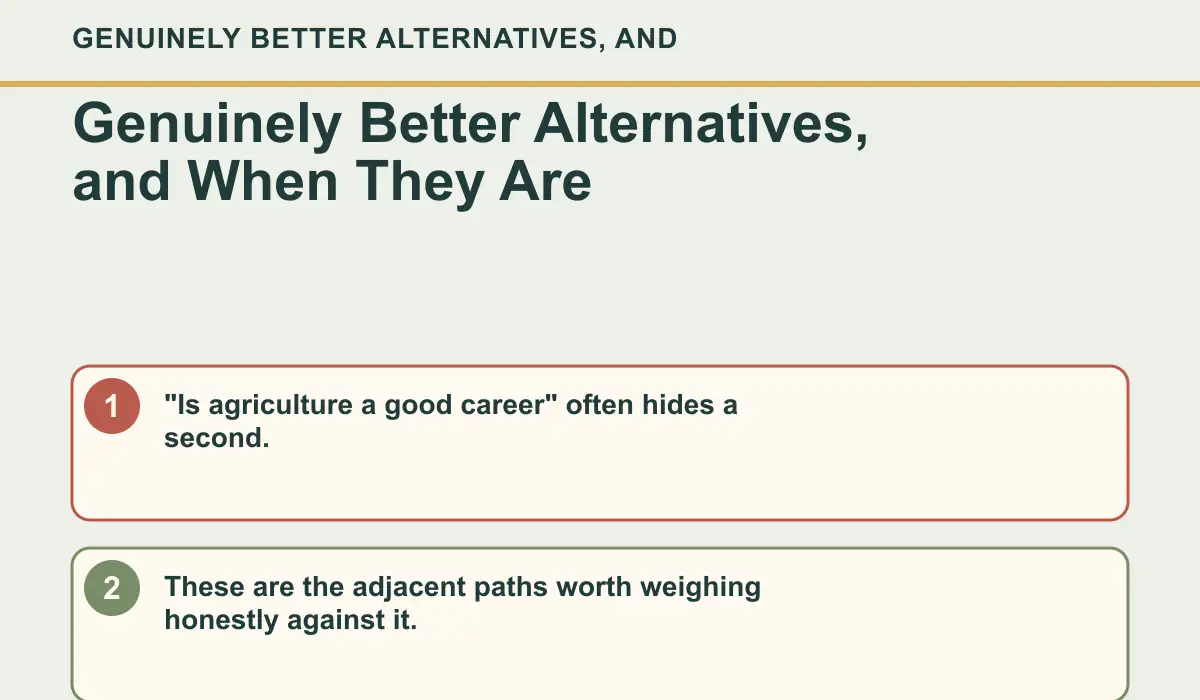 GENUINELY BETTER ALTERNATIVES, AND
Genuinely Better Alternatives,
and When They Are
1
"Is agriculture a good career" often hides a
second.
2
These are the adjacent paths worth weighing
honestly against it.